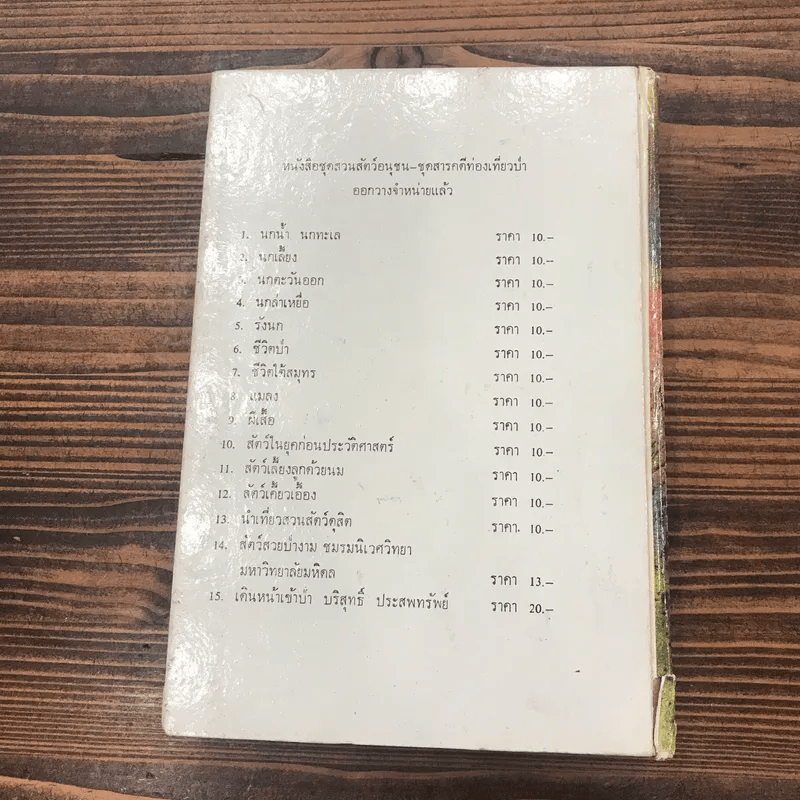 หนังสือชุดสวนสัตว์อนุชน-ชุดสารคดีท่องเที่ยวป่า
ออกวางจำหน่ายแล้ว
1. นกน้ำ นกทะเล ราคา 10.-
2. นกเลี้ยง ราคา 10.-
3. นกตะวันออก ราคา 10.-
4. นกล่าเหยื่อ ราคา 10.-
5. รังนก ราคา 10.-
6. ชีวิตป่า ราคา 10.-
7. ชีวิตใต้สมุทร ราคา 10.-
8. แมลง ราคา 10.-
9. ผีเสื้อ ราคา 10.-
10. สัตว์ในยุคก่อนประวัติศาสตร์ ราคา 10.-
11. สัตว์เลี้ยงลูกด้วยนม ราคา 10.-
12. สัตว์เคี้ยวเอื้อง ราคา 10.-
13. นำเที่ยวสวนสัตว์ดุสิต ราคา. 10.-
14. สัตว์สวยป่างาม ชมรมนิเวศวิทยา
มหาวิทยาลัยมหิดล ราคา 13.-
15. เดินหน้าเข้าป่า บริสุทธิ์ ประสพทรัพย์ ราคา 20.-